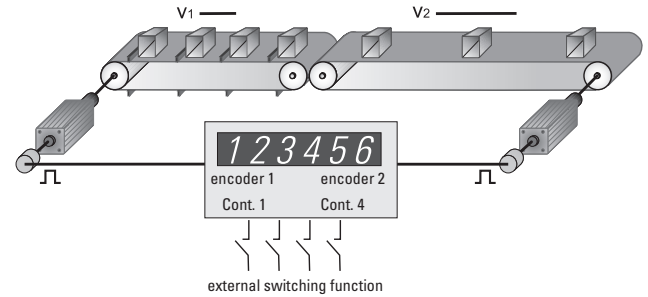 V1
V2
123456
encoder 1 encoder 2
Cont. 1 Cont. 4
external switching function